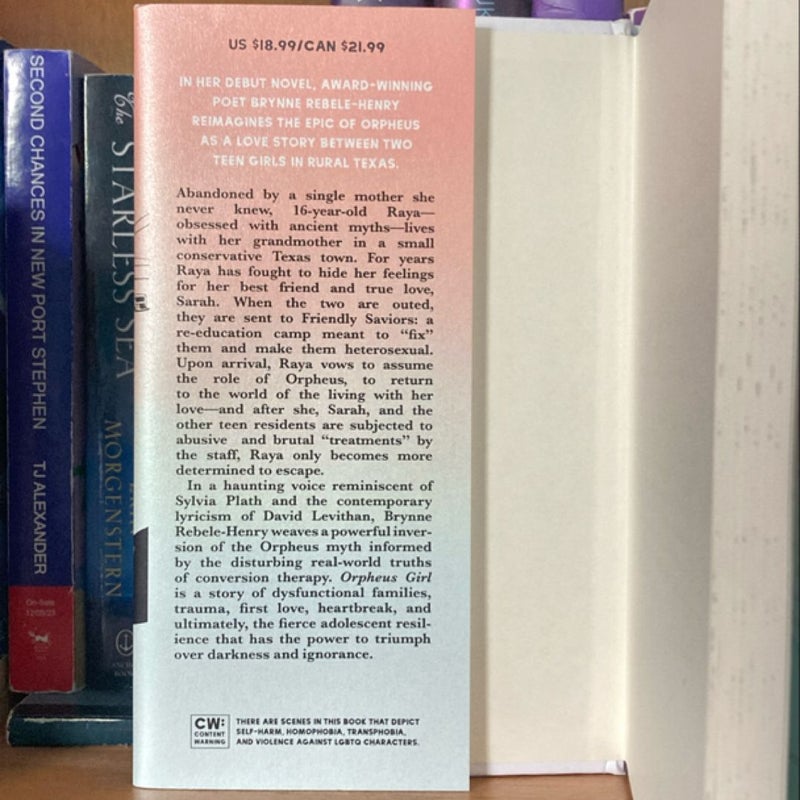 SECOND CHANCES IN NEW PORT STEPHEN
TJ ALEXANDER
On-Sale
12/05/23
The STARLESS SEA
MORGENSTERN
US $18.99/CAN $21.99
IN HER DEBUT NOVEL, AWARD-WINNING
POET BRYNNE REBELE-HENRY
REIMAGINES THE EPIC OF ORPHEUS
AS A LOVE STORY BETWEEN TWO
TEEN GIRLS IN RURAL TEXAS.
Abandoned by a single mother she
never knew, 16-year-old Raya—
obsessed with ancient myths—lives
with her grandmother in a small
conservative Texas town. For years
Raya has fought to hide her feelings
for her best friend and true love,
Sarah. When the two are outed,
they are sent to Friendly Saviors: a
re-education camp meant to “fix”
them and make them heterosexual.
Upon arrival, Raya vows to assume
the role of Orpheus, to return
to the world of the living with her
love—and after she, Sarah, and the
other teen residents are subjected to
abusive and brutal “treatments” by
the staff, Raya only becomes more
determined to escape.
In a haunting voice reminiscent of
Sylvia Plath and the contemporary
lyricism of David Levithan, Brynne
Rebele-Henry weaves a powerful inver-
sion of the Orpheus myth informed
by the disturbing real-world truths
of conversion therapy. Orpheus Girl
is a story of dysfunctional families,
trauma, first love, heartbreak, and
ultimately, the fierce adolescent resil-
ience that has the power to triumph
over darkness and ignorance.
CW:
CONTENT
WARNING
THERE ARE SCENES IN THIS BOOK THAT DEPICT
SELF-HARM, HOMOPHOBIA, TRANSPHOBIA,
AND VIOLENCE AGAINST LGBTQ CHARACTERS.